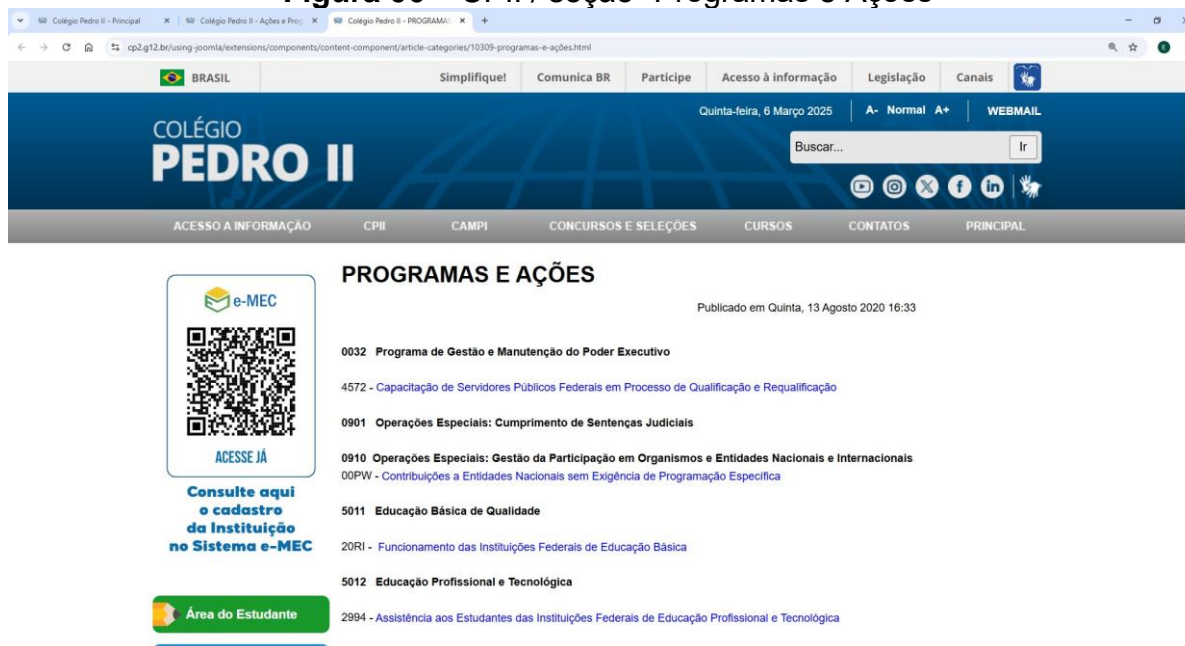 Colégio Pedro II - Principal
Colégio Pedro II - Ações e Prog
Colégio Pedro II - PROGRAMA
cp2.g12.br/using-joomla/extensions/components/content-component/article-categories/10309-programas-e-ações.html
BRASIL Simplifique! Comunica BR Participe Acesso à informação Legislação Canais
Quinta-feira, 6 Março 2025 A- Normal A+ WEBMAIL
COLÉGIO
PEDRO II
Buscar... Ir
ACESSO A INFORMAÇÃO CPII CAMPI CONCURSOS E SELEÇÕES CURSOS CONTATOS PRINCIPAL
e-MEC
ACESSE JÁ
Consulte aqui
o cadastro
da Instituição
no Sistema e-MEC
Área do Estudante
PROGRAMAS E AÇÕES
Publicado em Quinta, 13 Agosto 2020 16:33
0032 Programa de Gestão e Manutenção do Poder Executivo
4572 - Capacitação de Servidores Públicos Federais em Processo de Qualificação e Requalificação
0901 Operações Especiais: Cumprimento de Sentenças Judiciais
0910 Operações Especiais: Gestão da Participação em Organismos e Entidades Nacionais e Internacionais
00PW - Contribuições a Entidades Nacionais sem Exigência de Programação Específica
5011 Educação Básica de Qualidade
20RI - Funcionamento das Instituições Federais de Educação Básica
5012 Educação Profissional e Tecnológica
2994 - Assistência aos Estudantes das Instituições Federais de Educação Profissional e Tecnológica